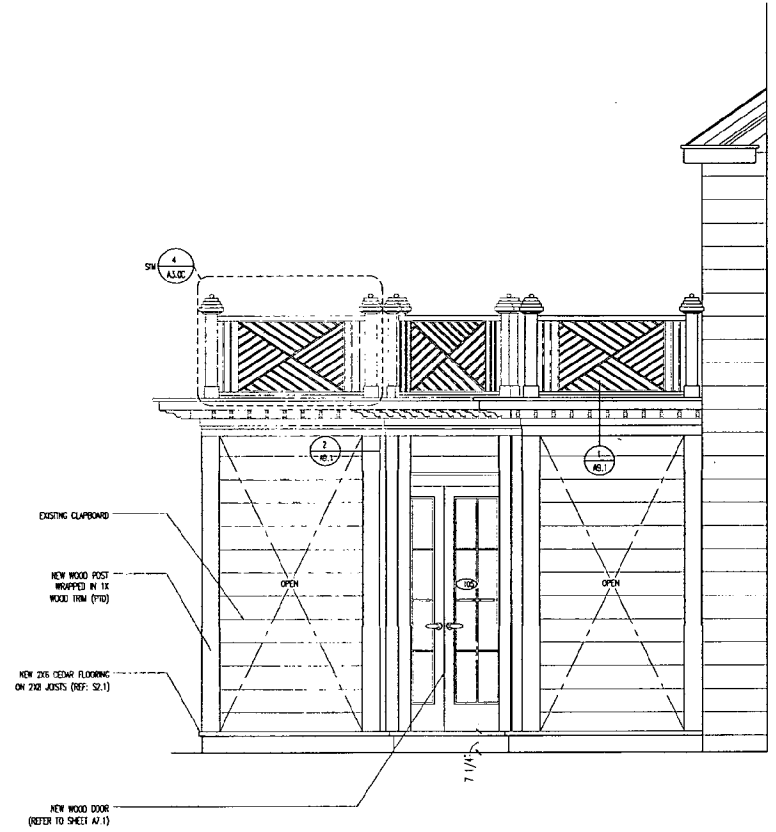 SIM
4
A3.0C
2
A9.1
1
A9.1
EXISITNG CLAPBOARD
OPEN
OPEN
NEW WOOD POST
WRAPPED IN 1X
WOOD TRIM (PTD)
105
NEW 2X6 CEDAR FLOORING
ON 2X8 JOISTS (REF: S2.1)
7 1/4"
NEW WOOD DOOR
(REFER TO SHEET A7.1)